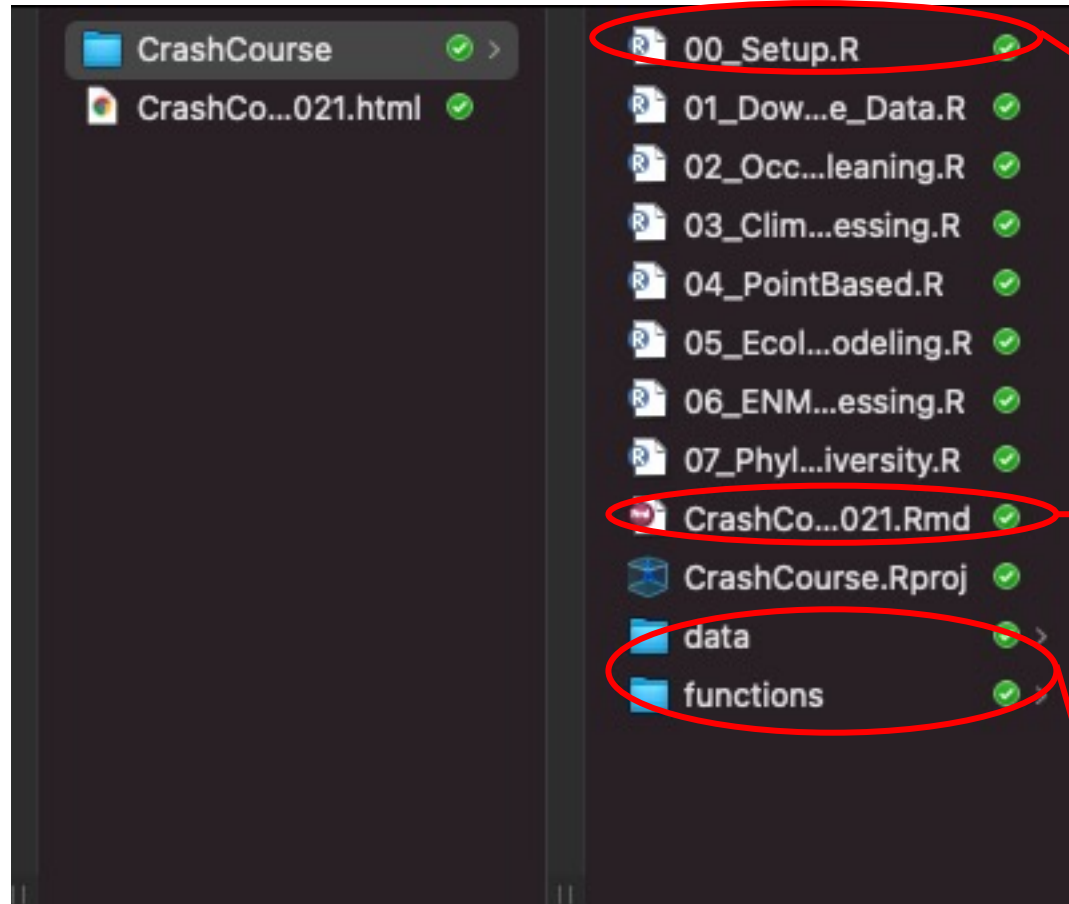 CrashCourse
CrashCo...021.html
00_Setup.R
01_Dow...e_Data.R
02_Occ...leaning.R
03_Clim...essing.R
04_PointBased.R
05_Ecol...odeling.R
06_ENM...essing.R
07_Phyl...iversity.R
CrashCo...021.Rmd
CrashCourse.Rproj
data
functions